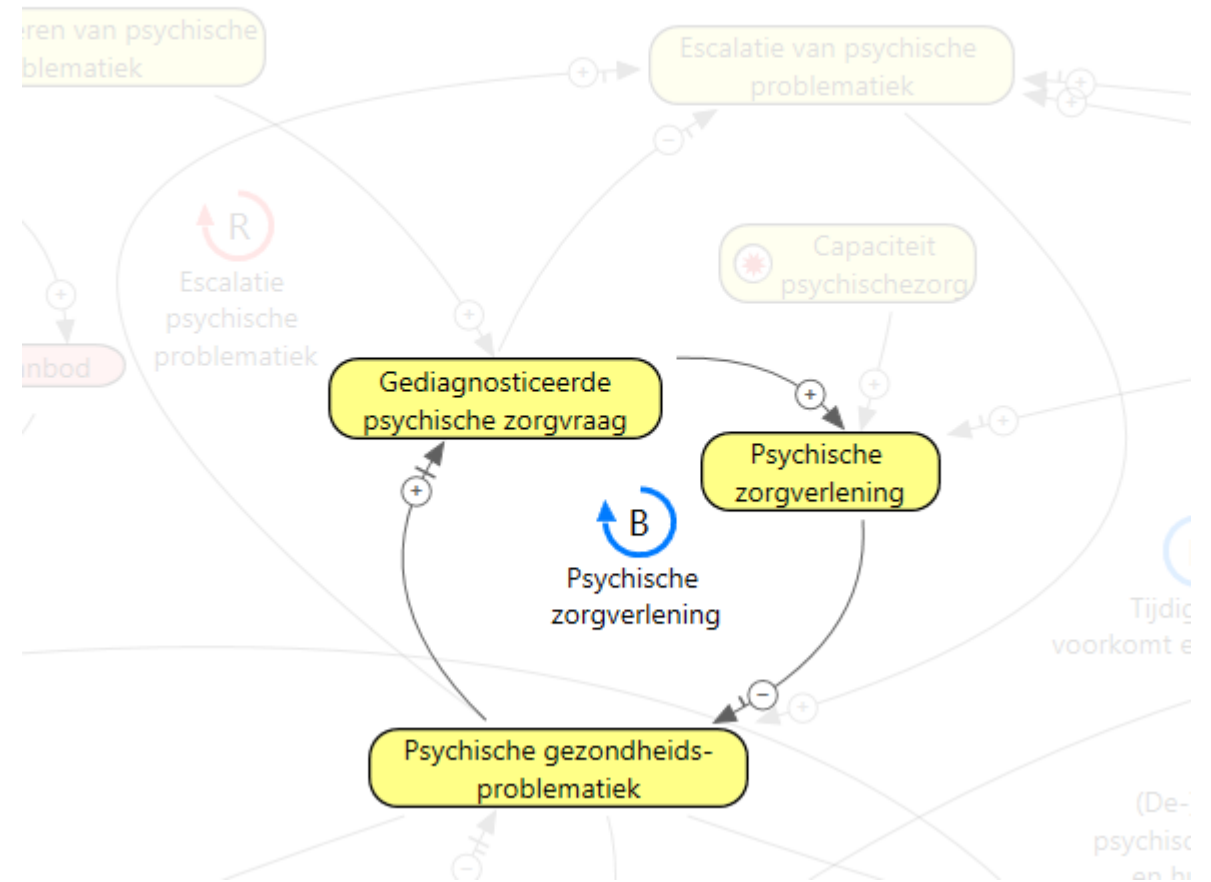 eren van psychische
blematiek
Escalatie van psychische
problematiek
+
+
+
−
R
Escalatie
psychische
problematiek
Capaciteit
psychischezorg
+
+
nbod
Gediagnosticeerde
psychische zorgvraag
+
+
+
Psychische
zorgverlening
+
B
Psychische
zorgverlening
Tijdig
voorkomt e
−
+
Psychische gezondheids-
problematiek
(De-
psychisc
en h
−